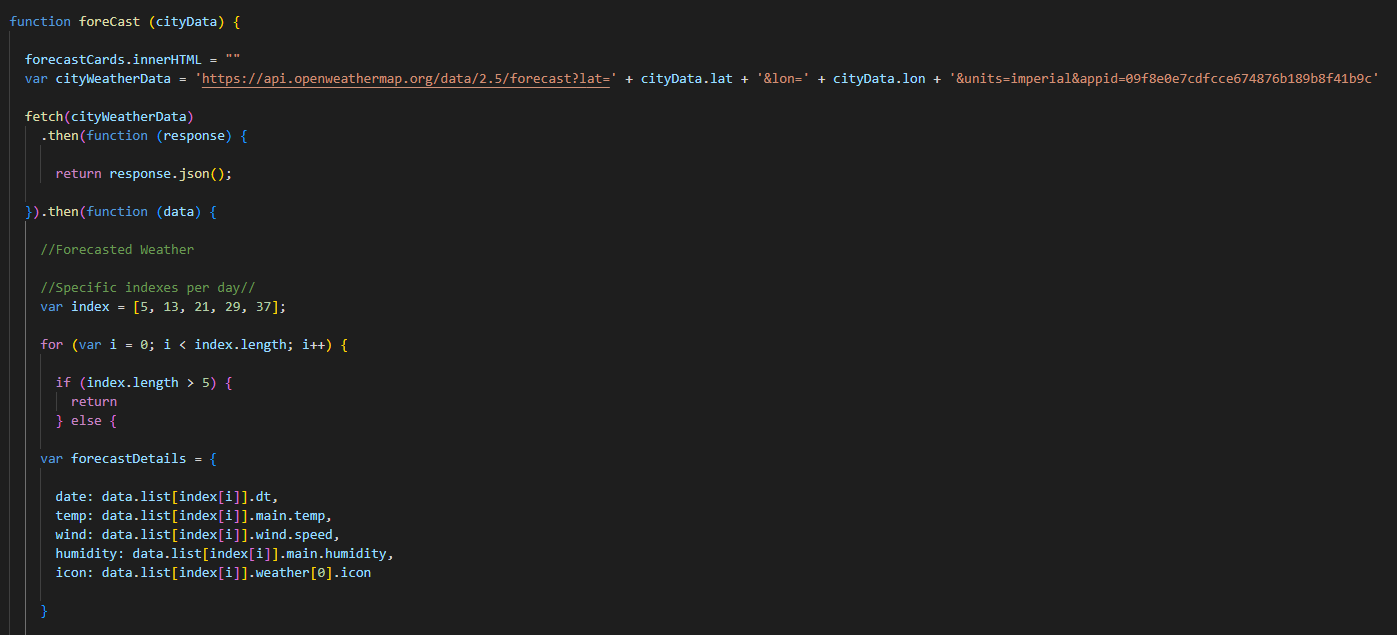 function foreCast (cityData) {
forecastCards.innerHTML = ""
var cityWeatherData = 'https://api.openweathermap.org/data/2.5/forecast?lat=' + cityData.lat + '&lon=' + cityData.lon + '&units=imperial&appid=09f8e0e7cdfcce674876b189b8f41b9c'
fetch(cityWeatherData)
.then(function (response) {
return response.json();
}).then(function (data) {
//Forecasted Weather
//Specific indexes per day//
var index = [5, 13, 21, 29, 37];
for (var i = 0; i < index.length; i++) {
if (index.length > 5) {
return
} else {
var forecastDetails = {
date: data.list[index[i]].dt,
temp: data.list[index[i]].main.temp,
wind: data.list[index[i]].wind.speed,
humidity: data.list[index[i]].main.humidity,
icon: data.list[index[i]].weather[0].icon
}